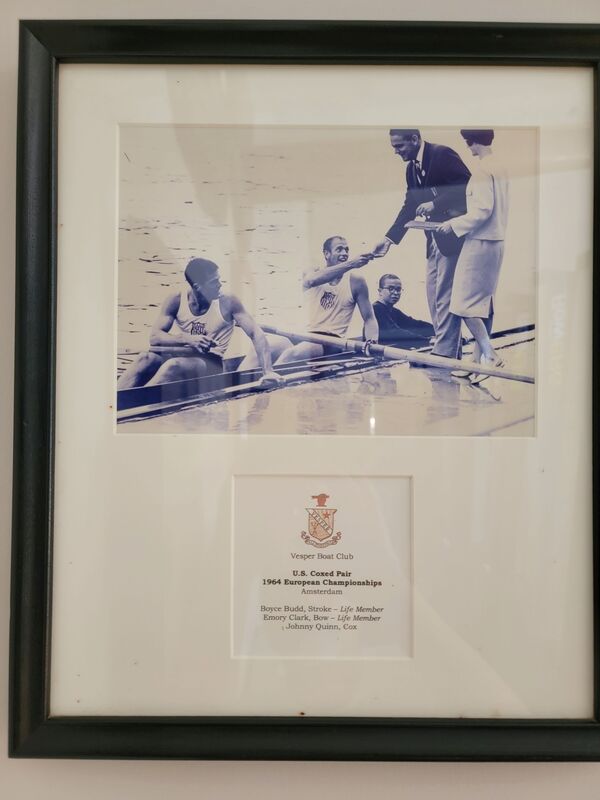 VESPER
Vesper Boat Club
U.S. Coxed Pair
1964 European Championships
Amsterdam
Boyce Budd, Stroke – Life Member
Emory Clark, Bow – Life Member
Johnny Quinn, Cox